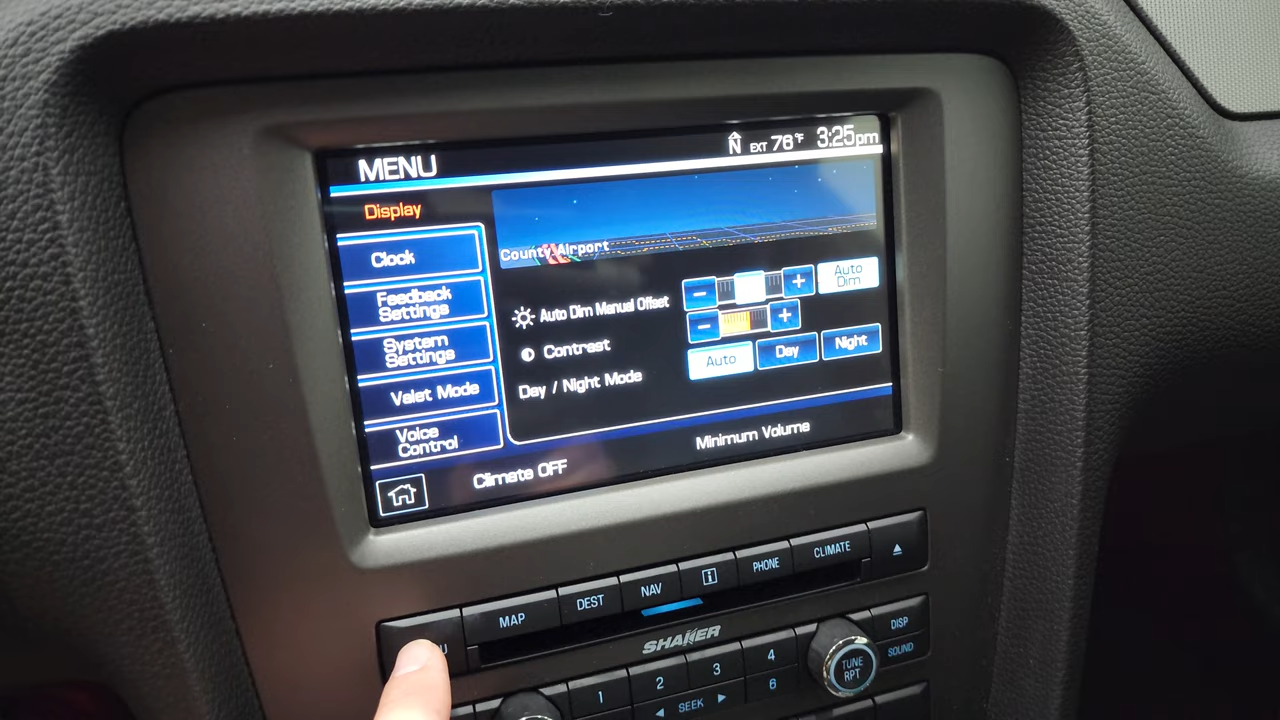 MENU
N EXT 76°F 3:25pm
Display
Clock
Feedback
Settings
System
Settings
Valet Mode
Voice
Control
County Airport
Auto Dim Manual Offset
- +
Auto
Dim
Contrast
- +
Day / Night Mode
Auto Day Night
Climate OFF
Minimum Volume
MAP DEST NAV i PHONE CLIMATE
SHAKER
DISP
SOUND
TUNE
RPT
1 2 3 4
SEEK 6